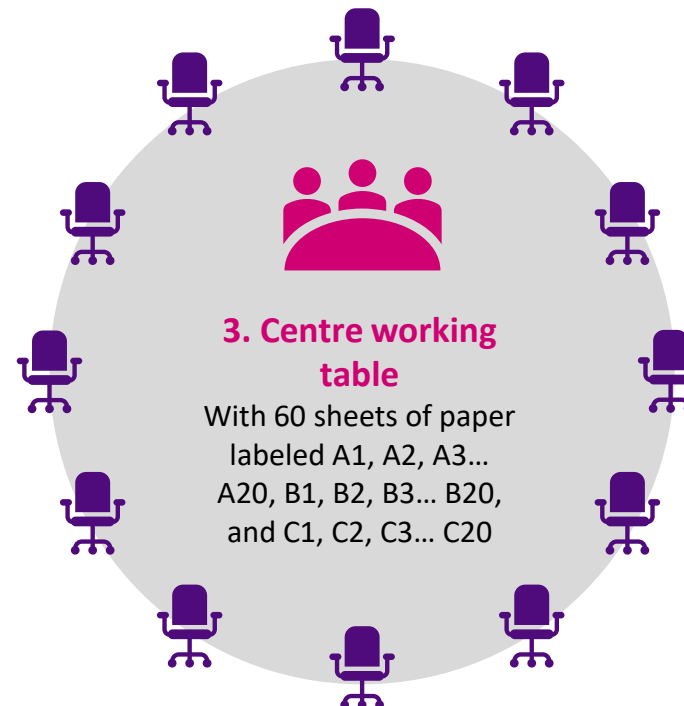 3. Centre working
table
With 60 sheets of paper
labeled A1, A2, A3…
A20, B1, B2, B3… B20,
and C1, C2, C3… C20